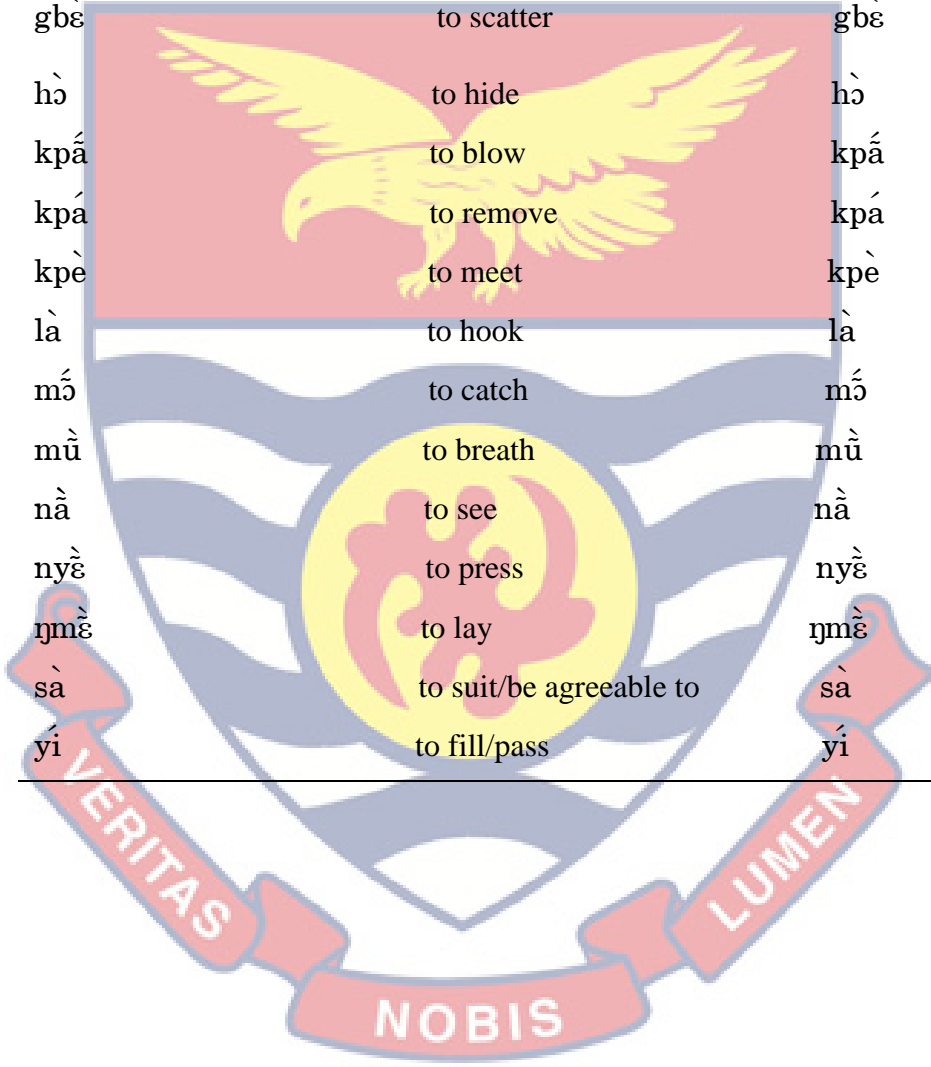 gbɛ̀ to scatter gbɛ̀
hɔ̀ to hide hɔ̀
kpã́ to blow kpã́
kpá to remove kpá
kpè to meet kpè
là to hook là
mɔ̃́ to catch mɔ̃́
mũ̀ to breath mũ̀
nã̀ to see nã̀
nyɛ̃̀ to press nyɛ̃̀
ŋmɛ̃̀ to lay ŋmɛ̃̀
sà to suit/be agreeable to sà
yí to fill/pass yí
VERITAS NOBIS LUMEN